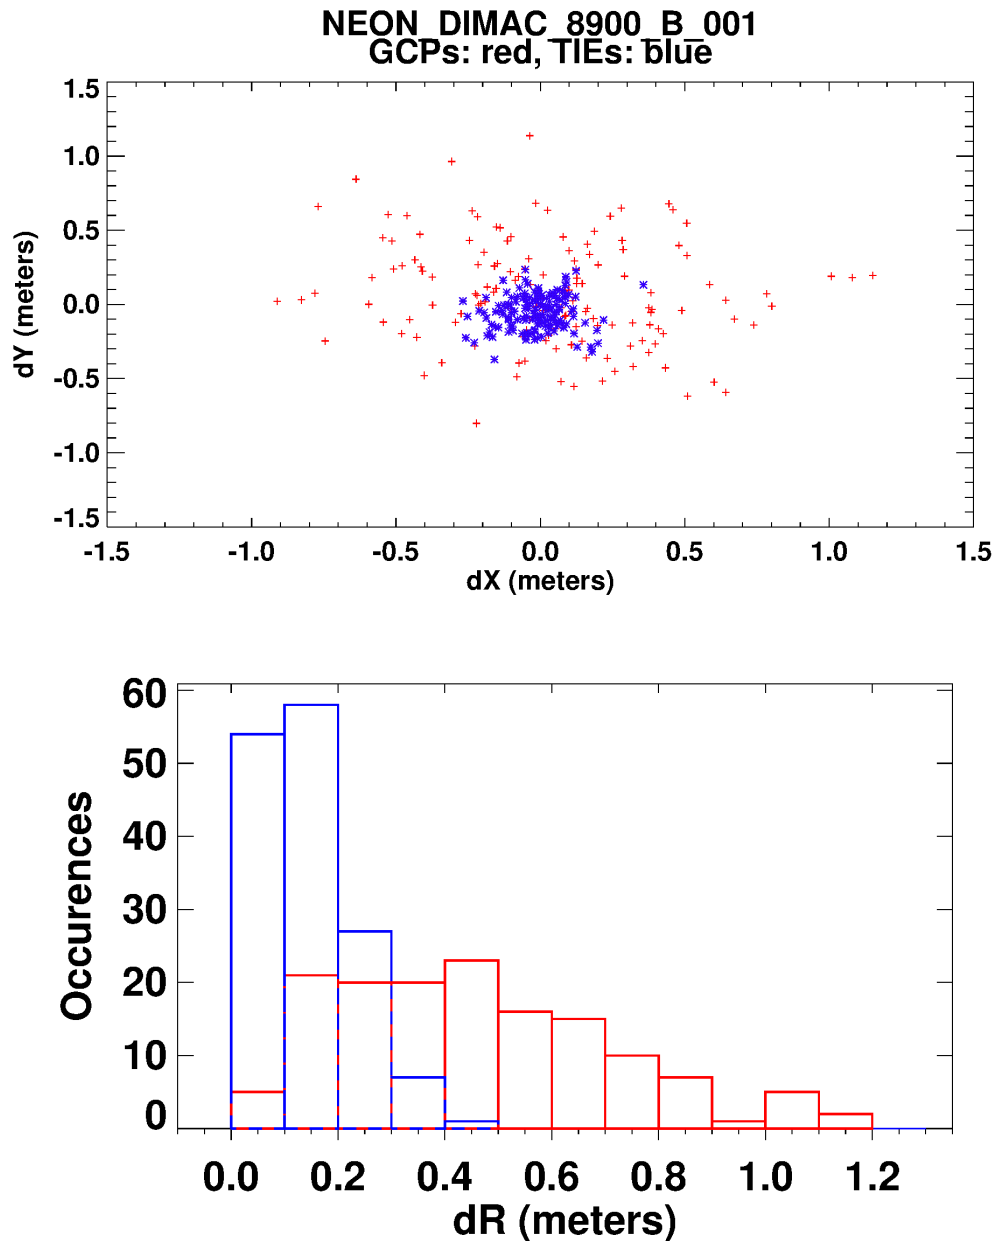 NEON_DIMAC_8900_B_001
GCPs: red, TIEs: blue
1.5
1.0
0.5
0.0
-0.5
-1.0
-1.5
dY (meters)
-1.5 -1.0 -0.5 0.0 0.5 1.0 1.5
dX (meters)
60
50
40
30
20
10
0
Occurences
0.0 0.2 0.4 0.6 0.8 1.0 1.2
dR (meters)